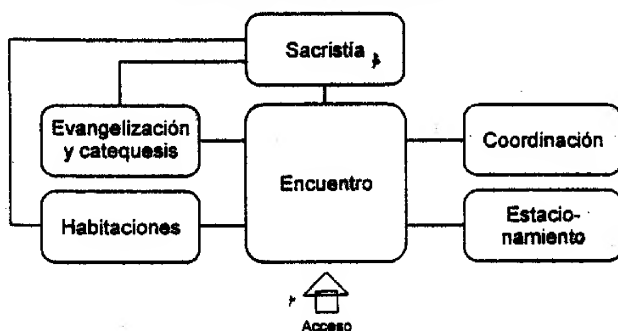 Sacristía
Evangelización
y catequesis
Encuentro
Coordinación
Habitaciones
Estacio-
namiento
Acceso